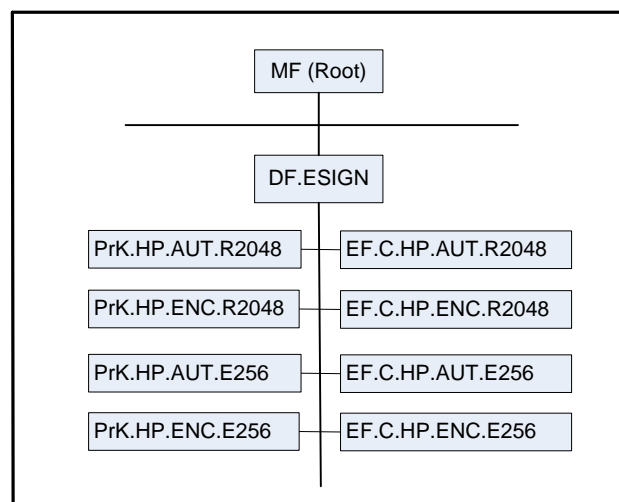 MF (Root)
DF.ESIGN
PrK.HP.AUT.R2048
EF.C.HP.AUT.R2048
PrK.HP.ENC.R2048
EF.C.HP.ENC.R2048
PrK.HP.AUT.E256
EF.C.HP.AUT.E256
PrK.HP.ENC.E256
EF.C.HP.ENC.E256